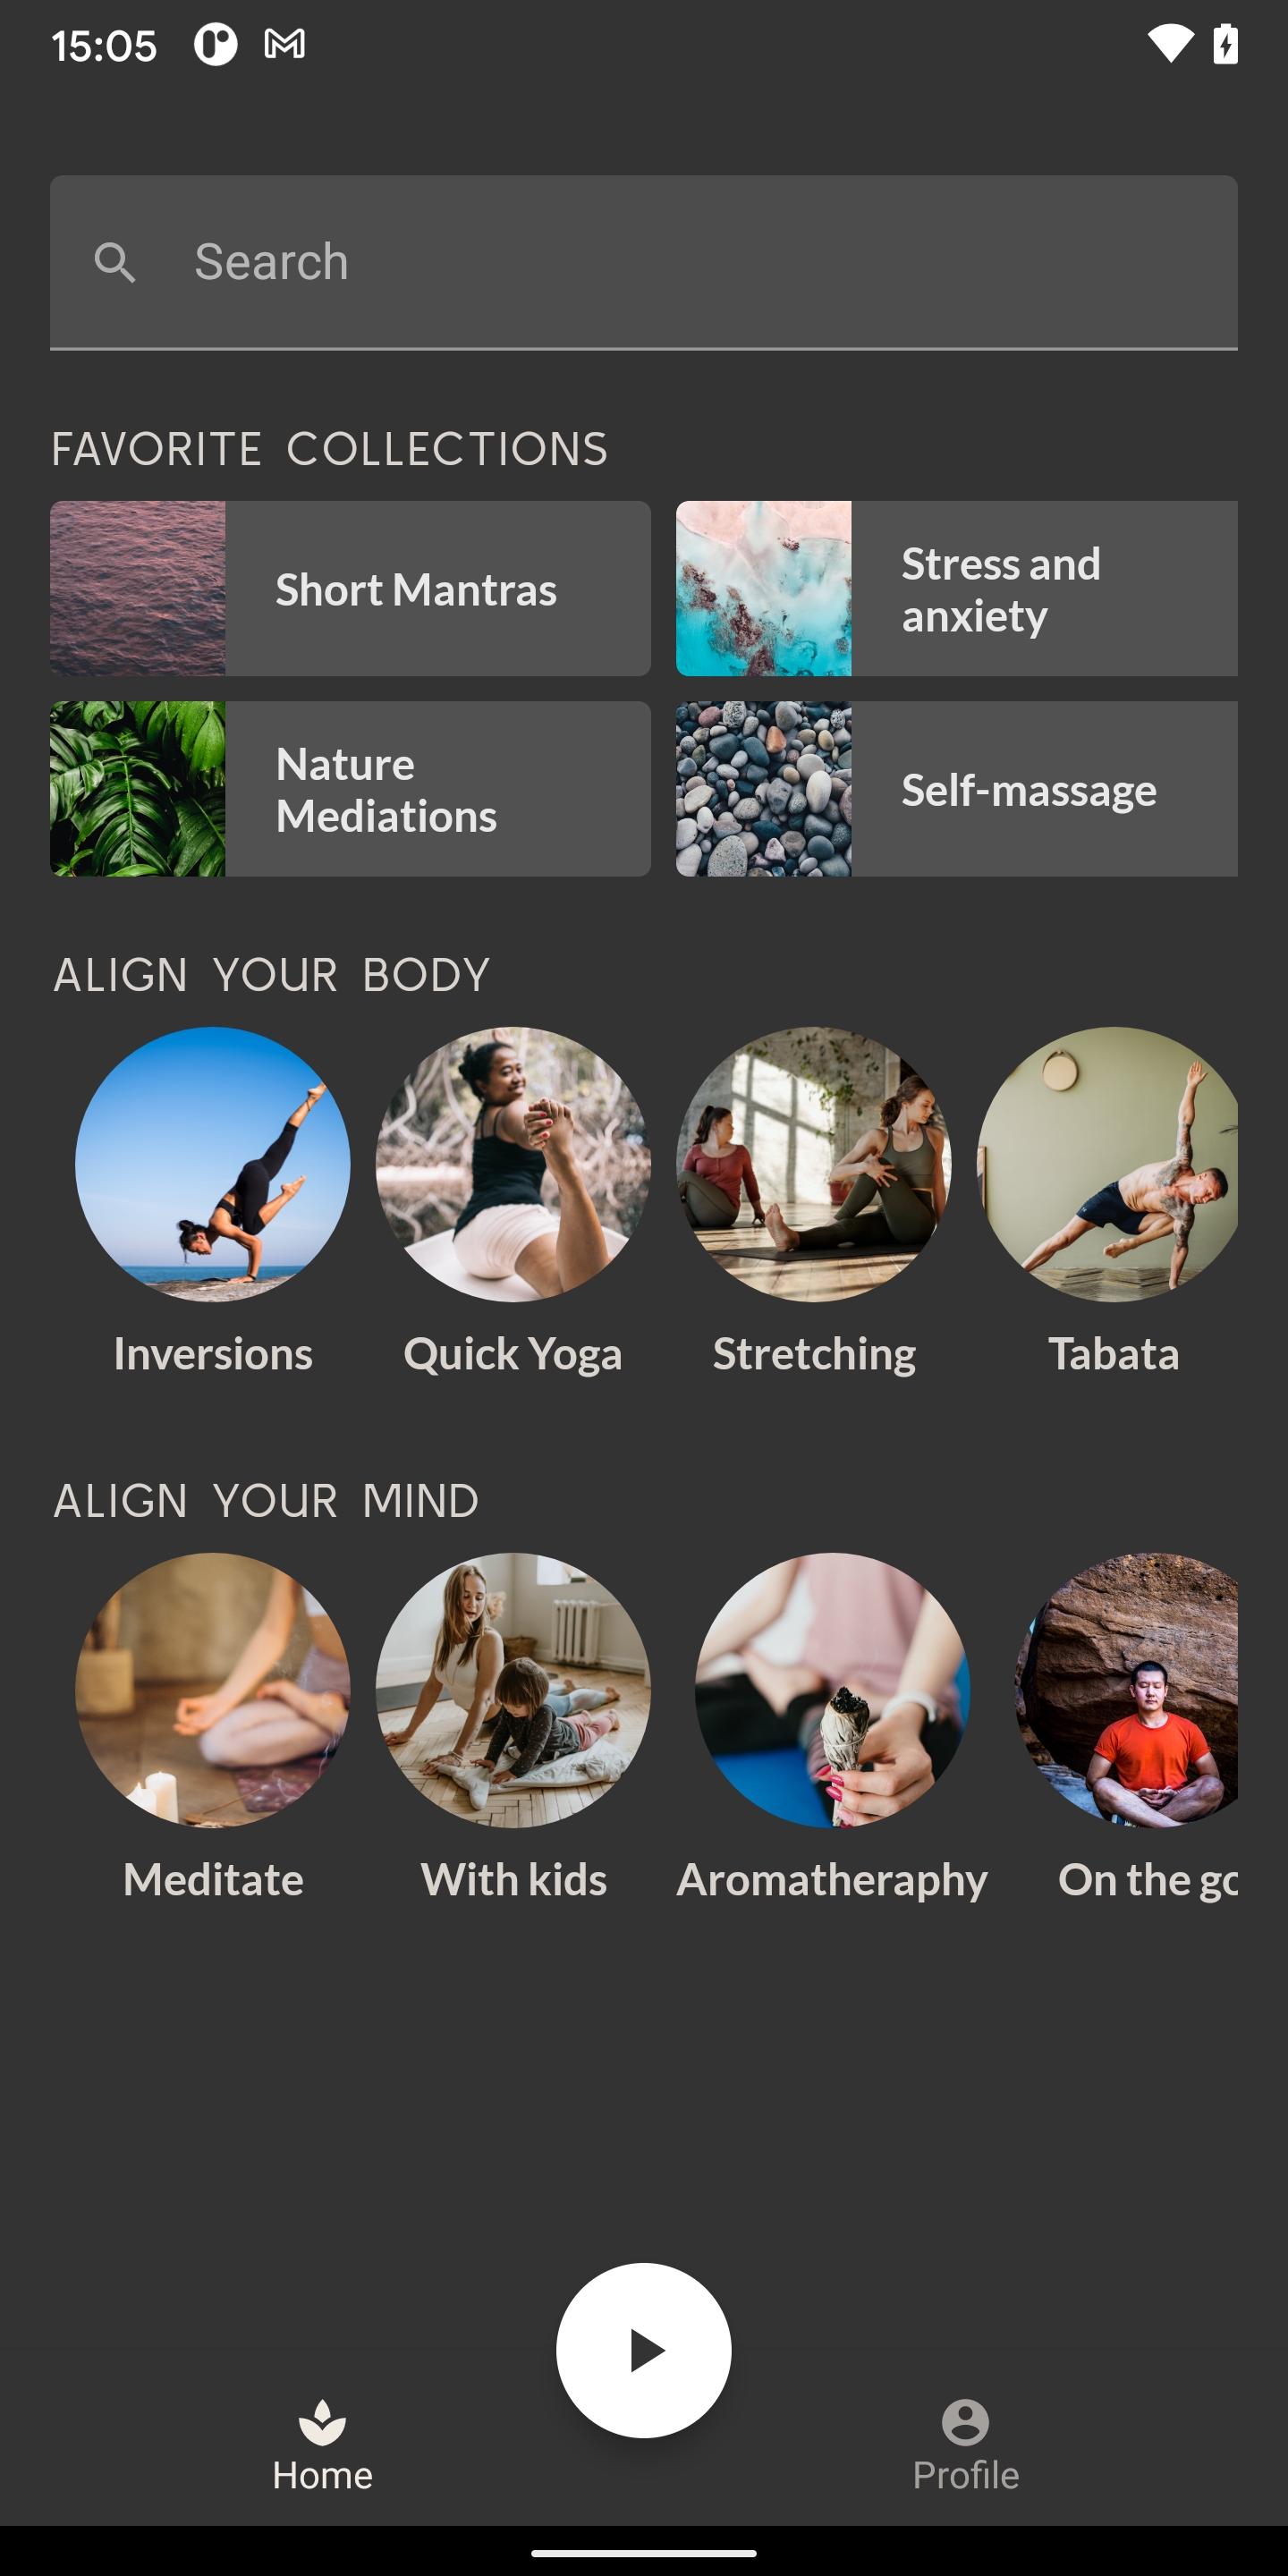 15:05
Search
FAVORITE COLLECTIONS
Short Mantras
Stress and
anxiety
Nature
Mediations
Self-massage
ALIGN YOUR BODY
Inversions
Quick Yoga
Stretching
Tabata
ALIGN YOUR MIND
Meditate
With kids
Aromatheraphy
On the go
Home
Profile